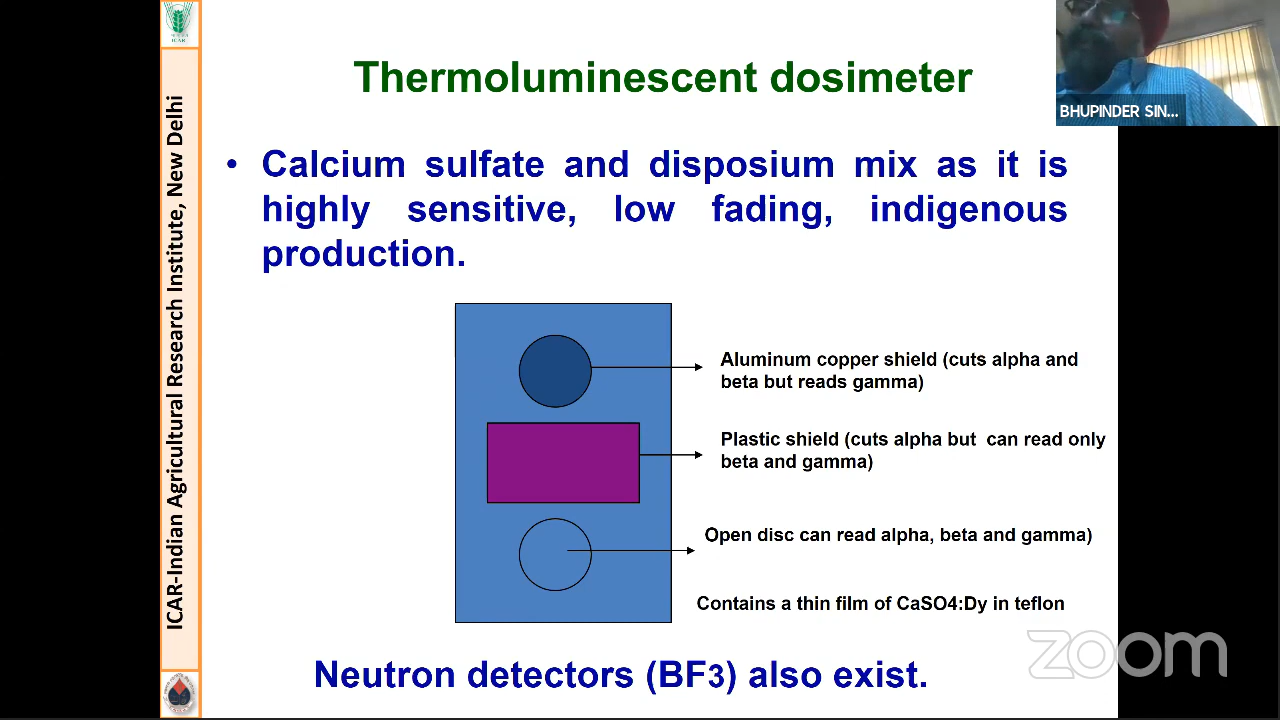 ICAR
ICAR-Indian Agricultural Research Institute, New Delhi
Thermoluminescent dosimeter
BHUPINDER SIN...
• Calcium sulfate and disposium mix as it is
highly sensitive, low fading, indigenous
production.
Aluminum copper shield (cuts alpha and
beta but reads gamma)
Plastic shield (cuts alpha but can read only
beta and gamma)
Open disc can read alpha, beta and gamma)
Contains a thin film of CaSO4:Dy in teflon
Neutron detectors (BF3) also exist.
zoom